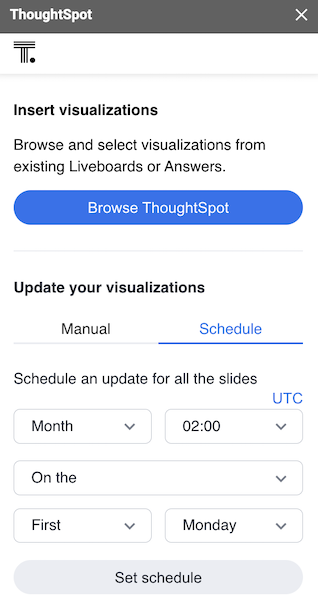 ThoughtSpot
T.
Insert visualizations
Browse and select visualizations from
existing Liveboards or Answers.
Browse ThoughtSpot
Update your visualizations
Manual Schedule
Schedule an update for all the slides
UTC
Month 02:00
On the
First Monday
Set schedule